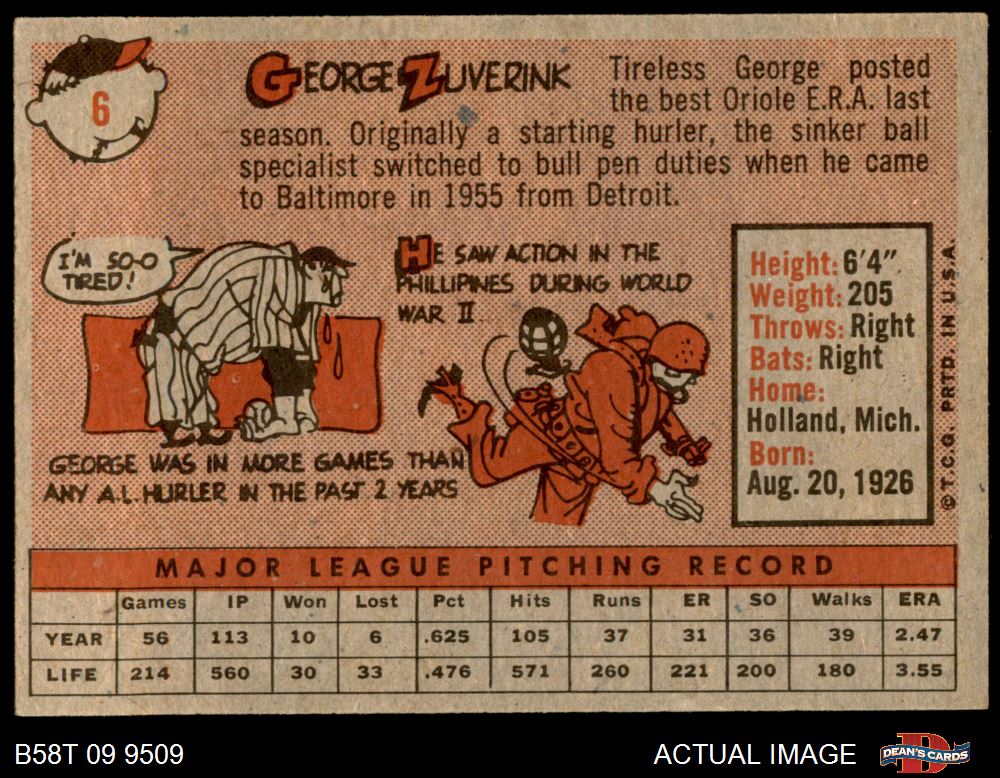 6
GEORGE ZUVERINK
Tireless George posted
the best Oriole E.R.A. last
season. Originally a starting hurler, the sinker ball
specialist switched to bull pen duties when he came
to Baltimore in 1955 from Detroit.
I'M SO-O
TIRED!
GEORGE WAS IN MORE GAMES THAN
ANY A.L. HURLER IN THE PAST 2 YEARS
HE SAW ACTION IN THE
PHILLIPINES DURING WORLD
WAR II.
Height: 6'4"
Weight: 205
Throws: Right
Bats: Right
Home:
Holland, Mich.
Born:
Aug. 20, 1926
© T.C.G. PRTD. IN U.S.A.
MAJOR LEAGUE PITCHING RECORD
Games IP Won Lost Pct Hits Runs ER SO Walks ERA
YEAR 56 113 10 6 .625 105 37 31 36 39 2.47
LIFE 214 560 30 33 .476 571 260 221 200 180 3.55
B58T 09 9509
ACTUAL IMAGE
DEAN'S CARDS